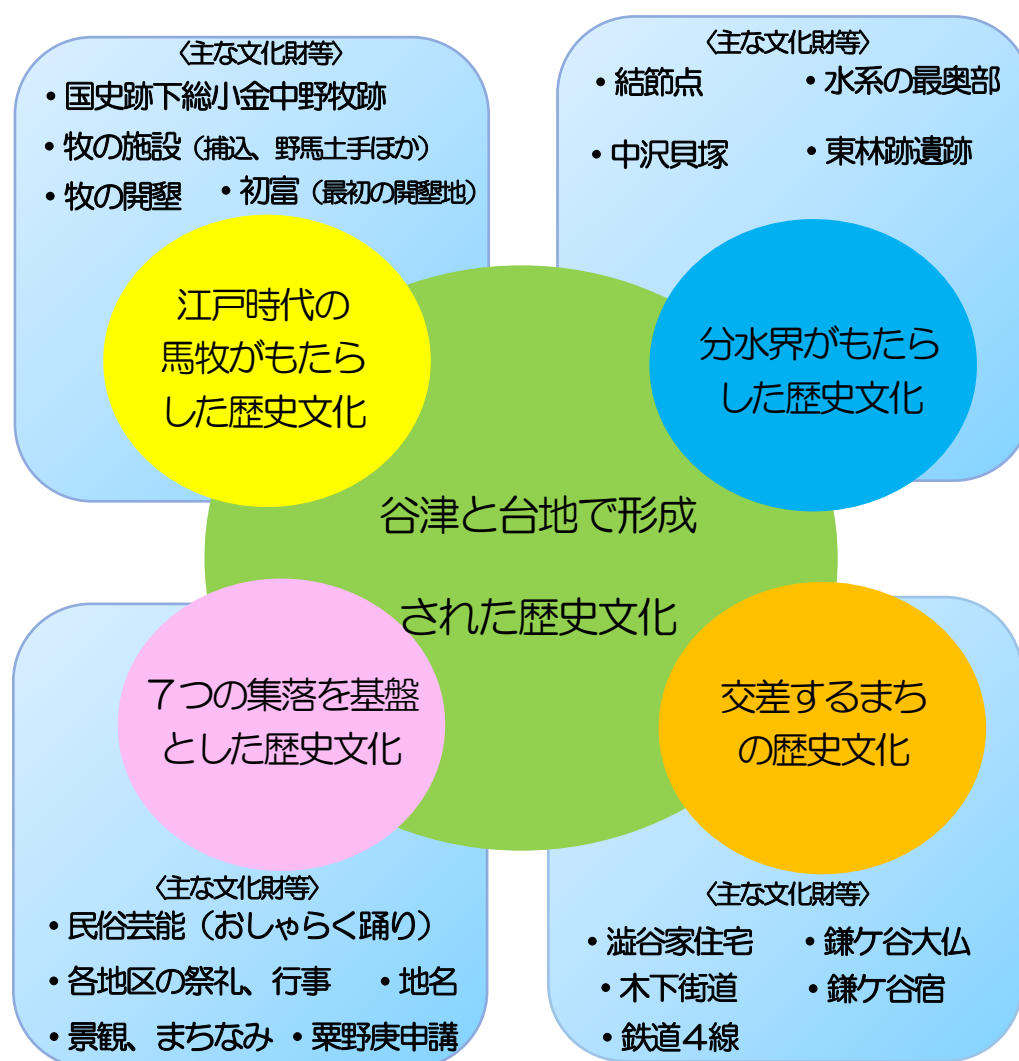 〈主な文化財等〉
・国史跡下総小金中野牧跡
・牧の施設（捕込、野馬土手ほか）
・牧の開墾　・初富（最初の開墾地）
江戸時代の
馬牧がもたら
した歴史文化
〈主な文化財等〉
・結節点　・水系の最奥部
・中沢貝塚　・東林跡遺跡
分水界がもたら
した歴史文化
谷津と台地で形成
された歴史文化
７つの集落を基盤
とした歴史文化
〈主な文化財等〉
・民俗芸能（おしゃらく踊り）
・各地区の祭礼、行事　・地名
・景観、まちなみ ・粟野庚申講
交差するまち
の歴史文化
〈主な文化財等〉
・澁谷家住宅　・鎌ケ谷大仏
・木下街道　・鎌ケ谷宿
・鉄道４線